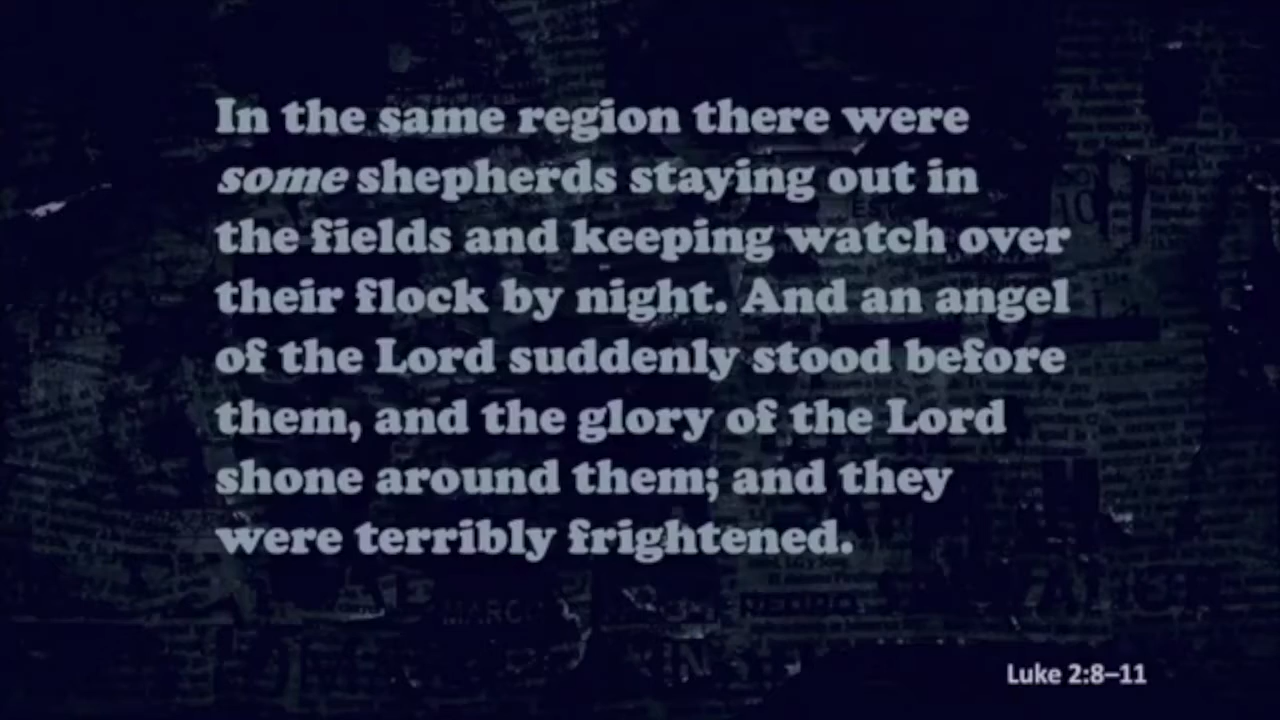 In the same region there were
some shepherds staying out in
the fields and keeping watch over
their flock by night. And an angel
of the Lord suddenly stood before
them, and the glory of the Lord
shone around them; and they
were terribly frightened.
MARC
PEDRO
Luke 2:8–11